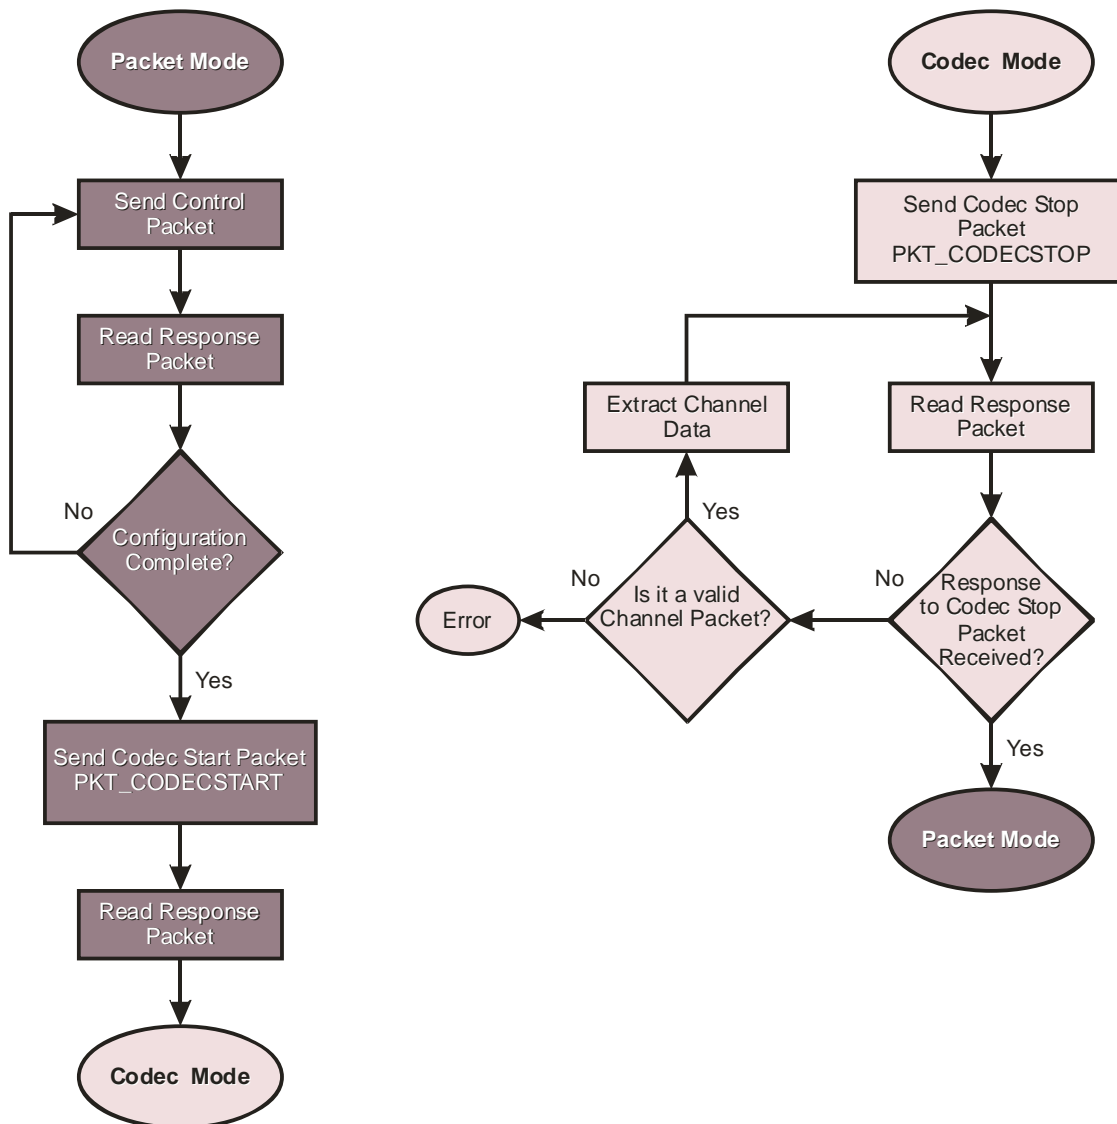 Packet Mode
Send Control
Packet
Read Response
Packet
No
Configuration
Complete?
Yes
Send Codec Start Packet
PKT_CODECSTART
Read Response
Packet
Codec Mode
Codec Mode
Send Codec Stop
Packet
PKT_CODECSTOP
Extract Channel
Data
Read Response
Packet
Yes
No
Is it a valid
Channel Packet?
Error
No
Response
to Codec Stop
Packet
Received?
Yes
Packet Mode